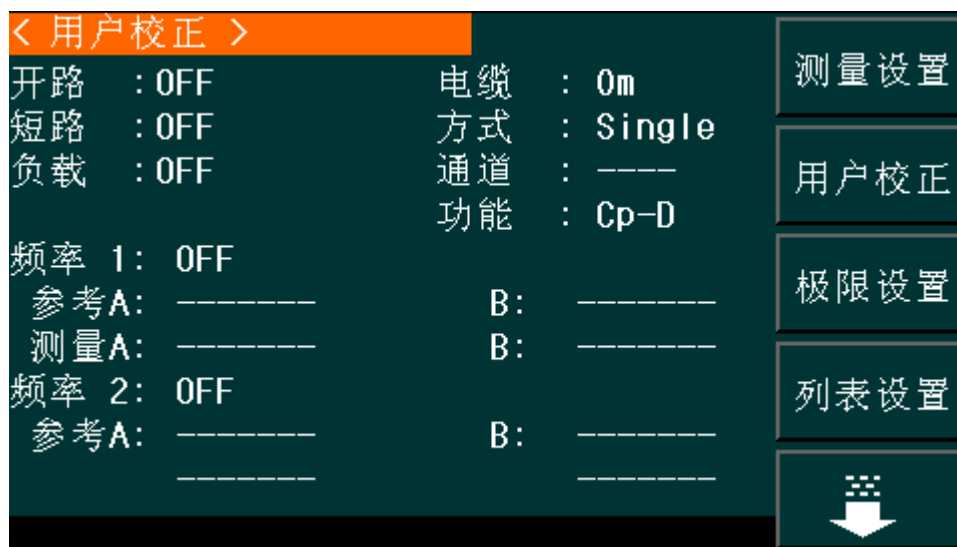 < 用户校正 >
开路 :OFF 电缆 : 0m
短路 :OFF 方式 : Single
负载 :OFF 通道 : ----
功能 : Cp-D
频率 1: OFF
参考A: ------- B: -------
测量A: ------- B: -------
频率 2: OFF
参考A: ------- B: -------
------- -------
测量设置
用户校正
极限设置
列表设置